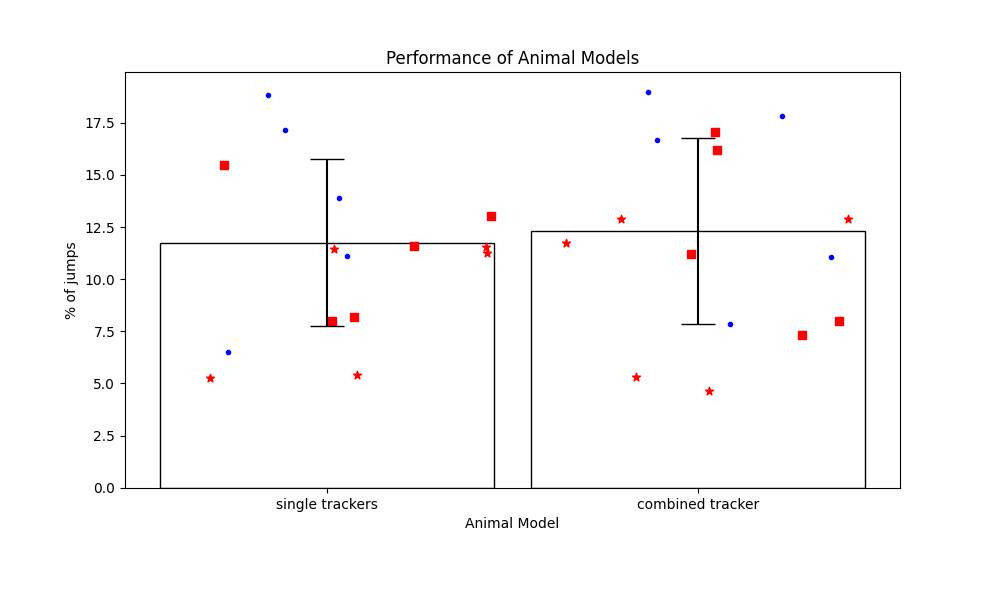 Performance of Animal Models
% of jumps
17.5
15.0
12.5
10.0
7.5
5.0
2.5
0.0
single trackers
combined tracker
Animal Model